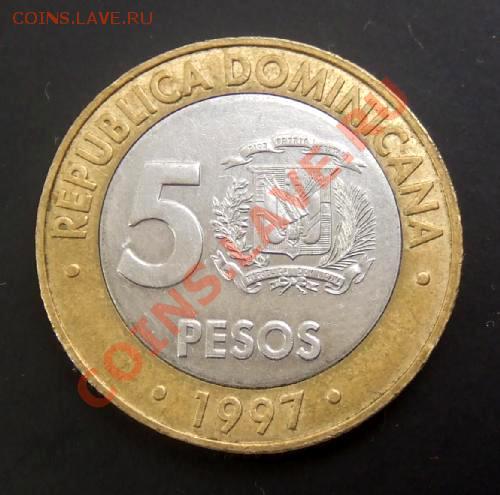 COINS.LAVE.RU
REPUBLICA DOMINICANA
5
PESOS
1997
COINS.LAVE.RU